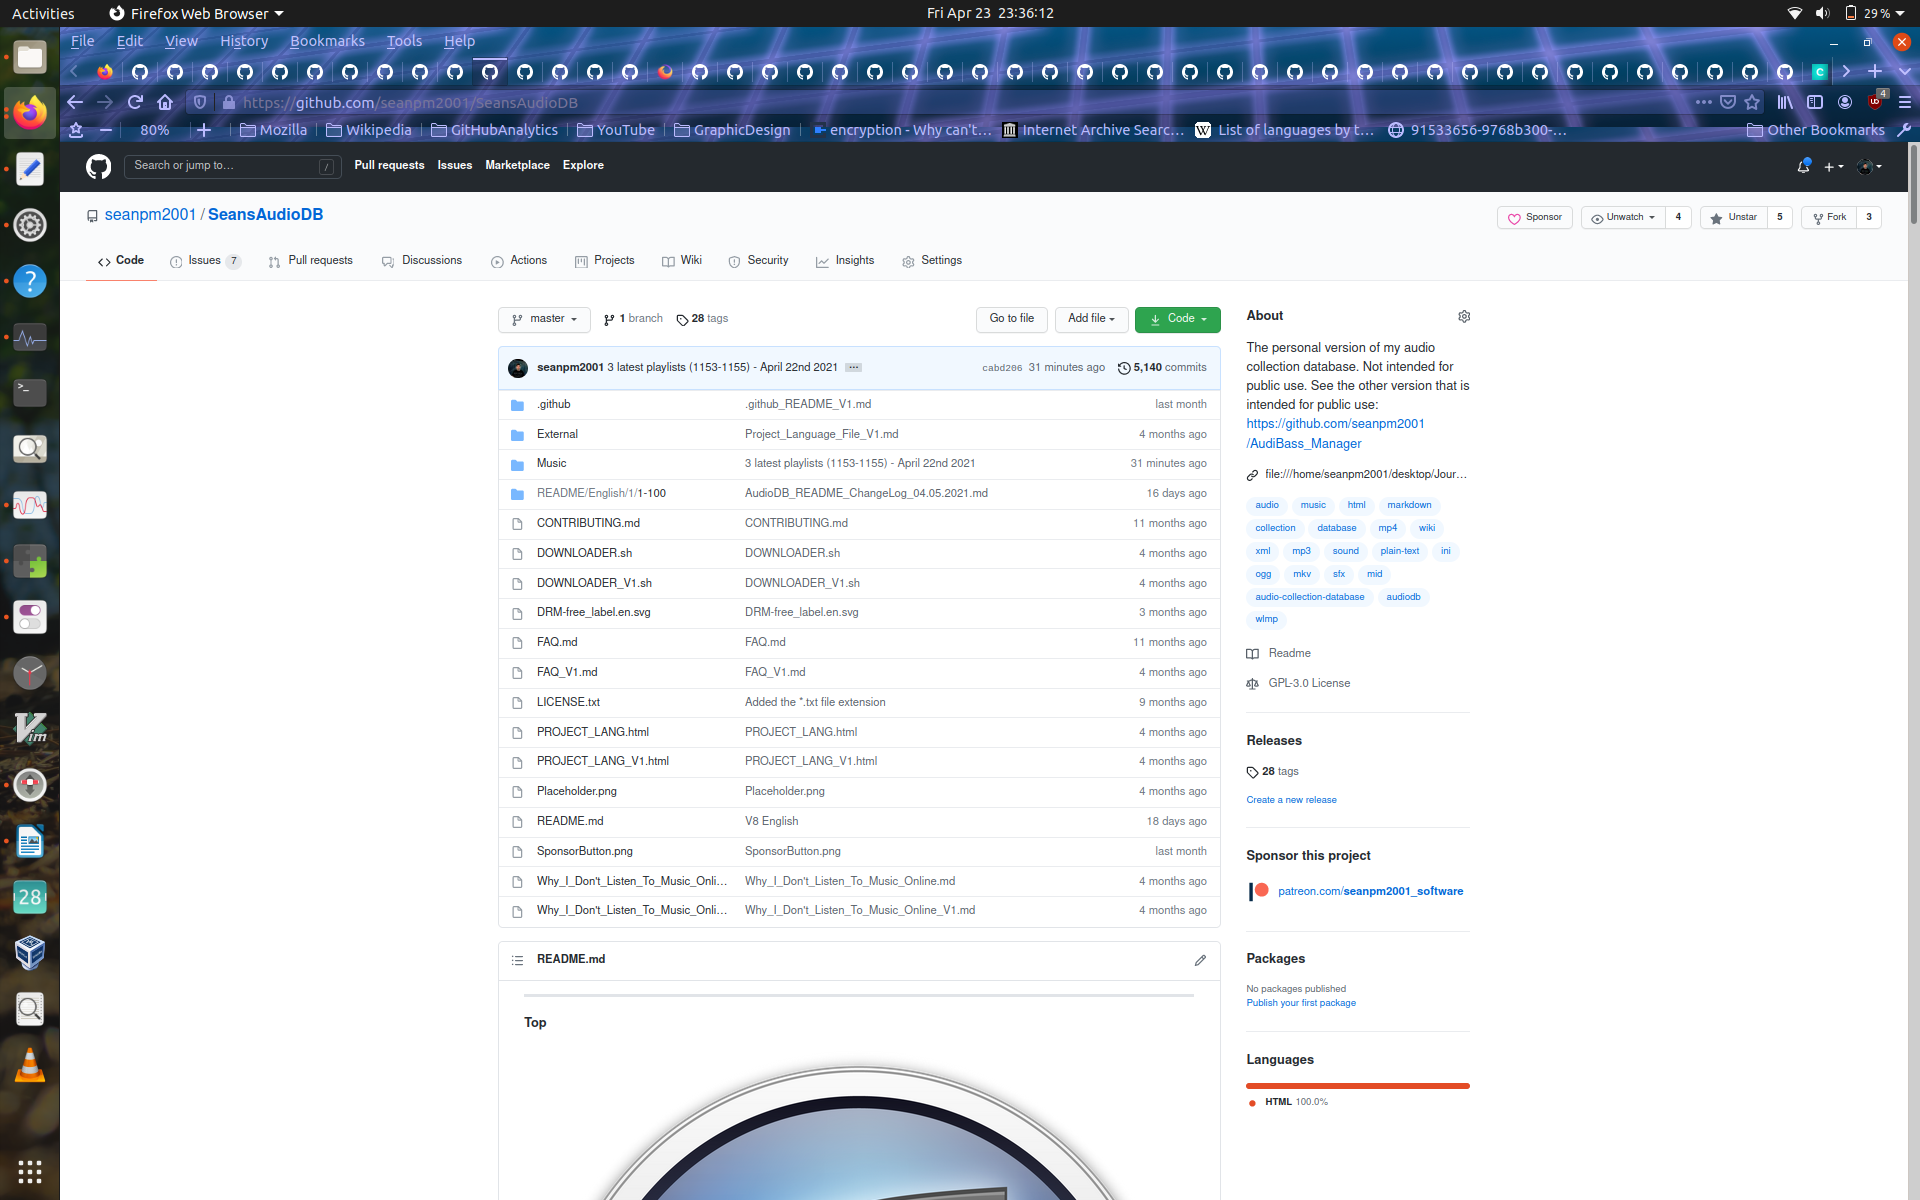 Activities Firefox Web Browser Fri Apr 23 23:36:12 29 %
File Edit View History Bookmarks Tools Help
https://github.com/seanpm2001/SeansAudioDB 4
80% Mozilla Wikipedia GitHubAnalytics YouTube GraphicDesign encryption - Why can't… Internet Archive Searc… W List of languages by t… 91533656-9768b300-… Other Bookmarks
Search or jump to… / Pull requests Issues Marketplace Explore
seanpm2001 / SeansAudioDB Sponsor Unwatch 4 Unstar 5 Fork 3
Code Issues 7 Pull requests Discussions Actions Projects Wiki Security Insights Settings
master 1 branch 28 tags Go to file Add file Code
seanpm2001 3 latest playlists (1153-1155) - April 22nd 2021 … cabd206 31 minutes ago 5,140 commits
.github .github_README_V1.md last month
External Project_Language_File_V1.md 4 months ago
Music 3 latest playlists (1153-1155) - April 22nd 2021 31 minutes ago
README/English/1/1-100 AudioDB_README_ChangeLog_04.05.2021.md 16 days ago
CONTRIBUTING.md CONTRIBUTING.md 11 months ago
DOWNLOADER.sh DOWNLOADER.sh 4 months ago
DOWNLOADER_V1.sh DOWNLOADER_V1.sh 4 months ago
DRM-free_label.en.svg DRM-free_label.en.svg 3 months ago
FAQ.md FAQ.md 11 months ago
FAQ_V1.md FAQ_V1.md 4 months ago
LICENSE.txt Added the *.txt file extension 9 months ago
PROJECT_LANG.html PROJECT_LANG.html 4 months ago
PROJECT_LANG_V1.html PROJECT_LANG_V1.html 4 months ago
Placeholder.png Placeholder.png 4 months ago
README.md V8 English 18 days ago
SponsorButton.png SponsorButton.png last month
Why_I_Don't_Listen_To_Music_Onli… Why_I_Don't_Listen_To_Music_Online.md 4 months ago
Why_I_Don't_Listen_To_Music_Onli… Why_I_Don't_Listen_To_Music_Online_V1.md 4 months ago
README.md
Top
About
The personal version of my audio
collection database. Not intended for
public use. See the other version that is
intended for public use:
https://github.com/seanpm2001
/AudiBass_Manager
file:///home/seanpm2001/desktop/Jour…
audio music html markdown
collection database mp4 wiki
xml mp3 sound plain-text ini
ogg mkv sfx mid
audio-collection-database audiodb
wlmp
Readme
GPL-3.0 License
Releases
28 tags
Create a new release
Sponsor this project
patreon.com/seanpm2001_software
Packages
No packages published
Publish your first package
Languages
HTML 100.0%
28